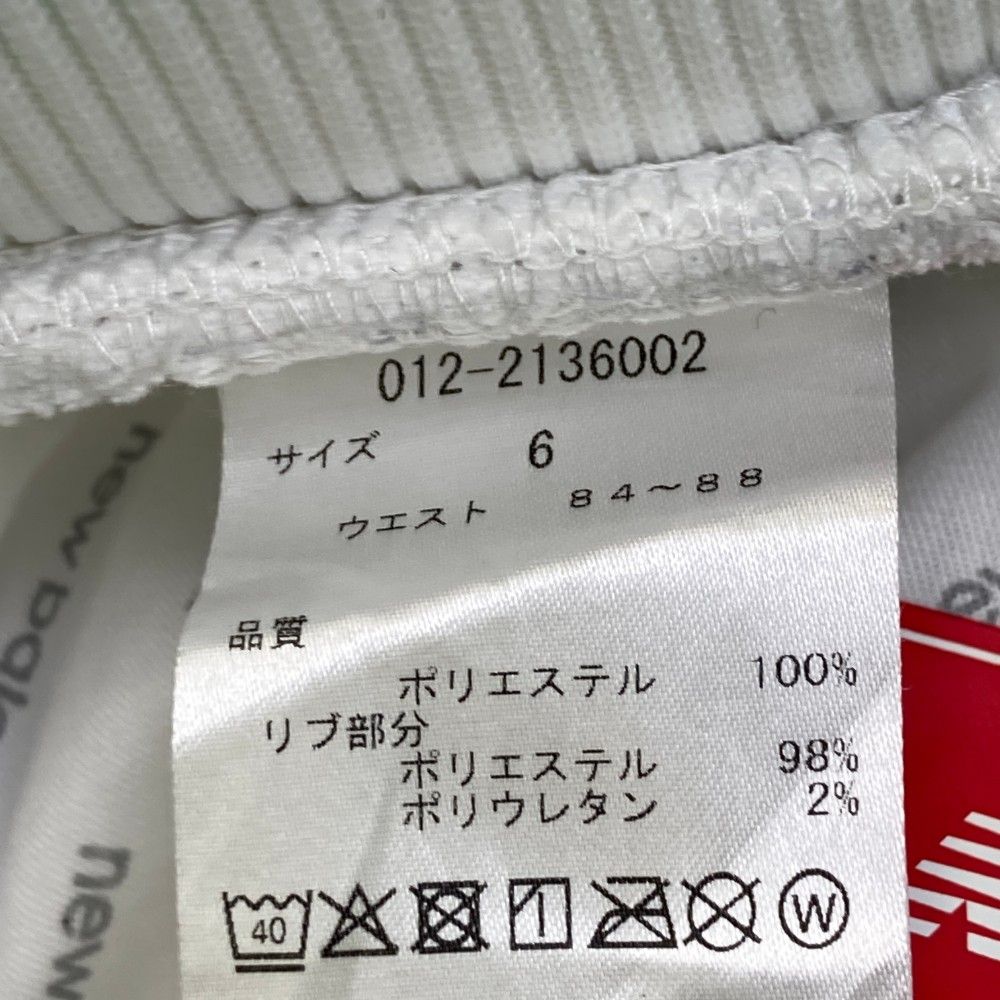 012-2136002
サイズ 6
ウエスト 84～88
品質
ポリエステル 100%
リブ部分
ポリエステル 98%
ポリウレタン 2%
40
W
new bala
new